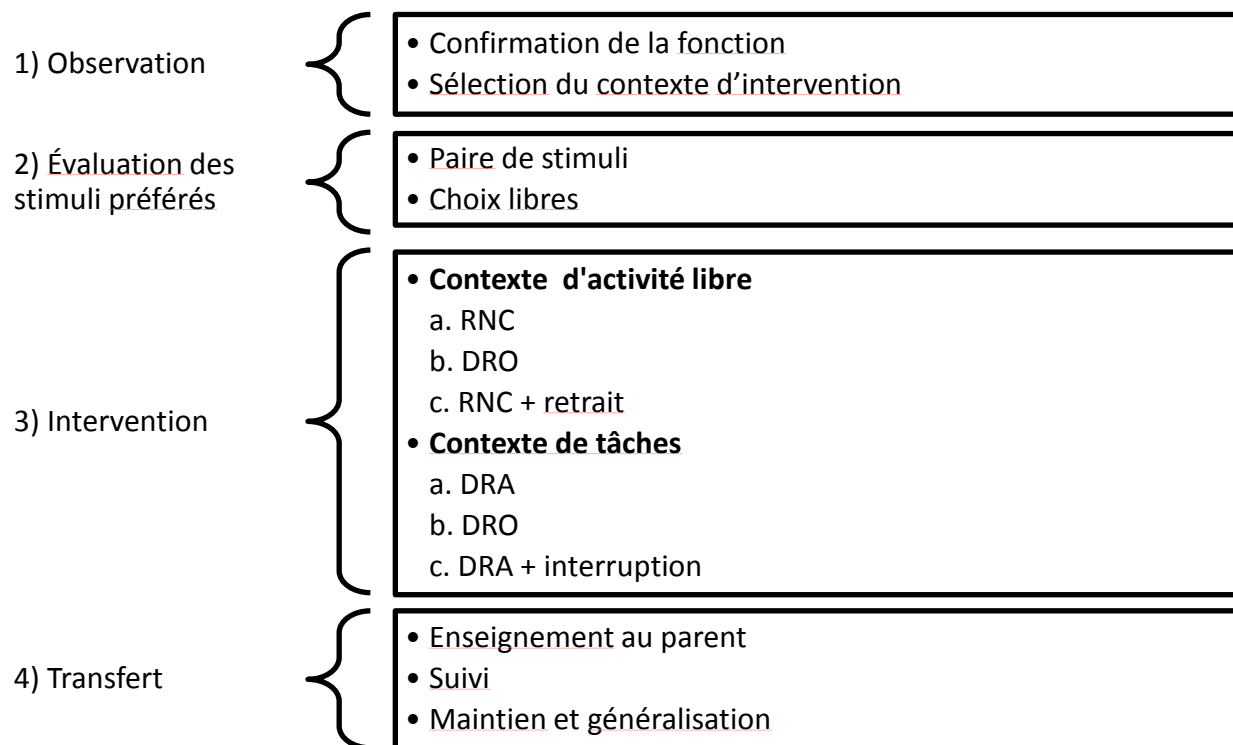 1) Observation
• Confirmation de la fonction
• Sélection du contexte d’intervention
2) Évaluation des
stimuli préférés
• Paire de stimuli
• Choix libres
3) Intervention
• Contexte d'activité libre
a. RNC
b. DRO
c. RNC + retrait
• Contexte de tâches
a. DRA
b. DRO
c. DRA + interruption
4) Transfert
• Enseignement au parent
• Suivi
• Maintien et généralisation